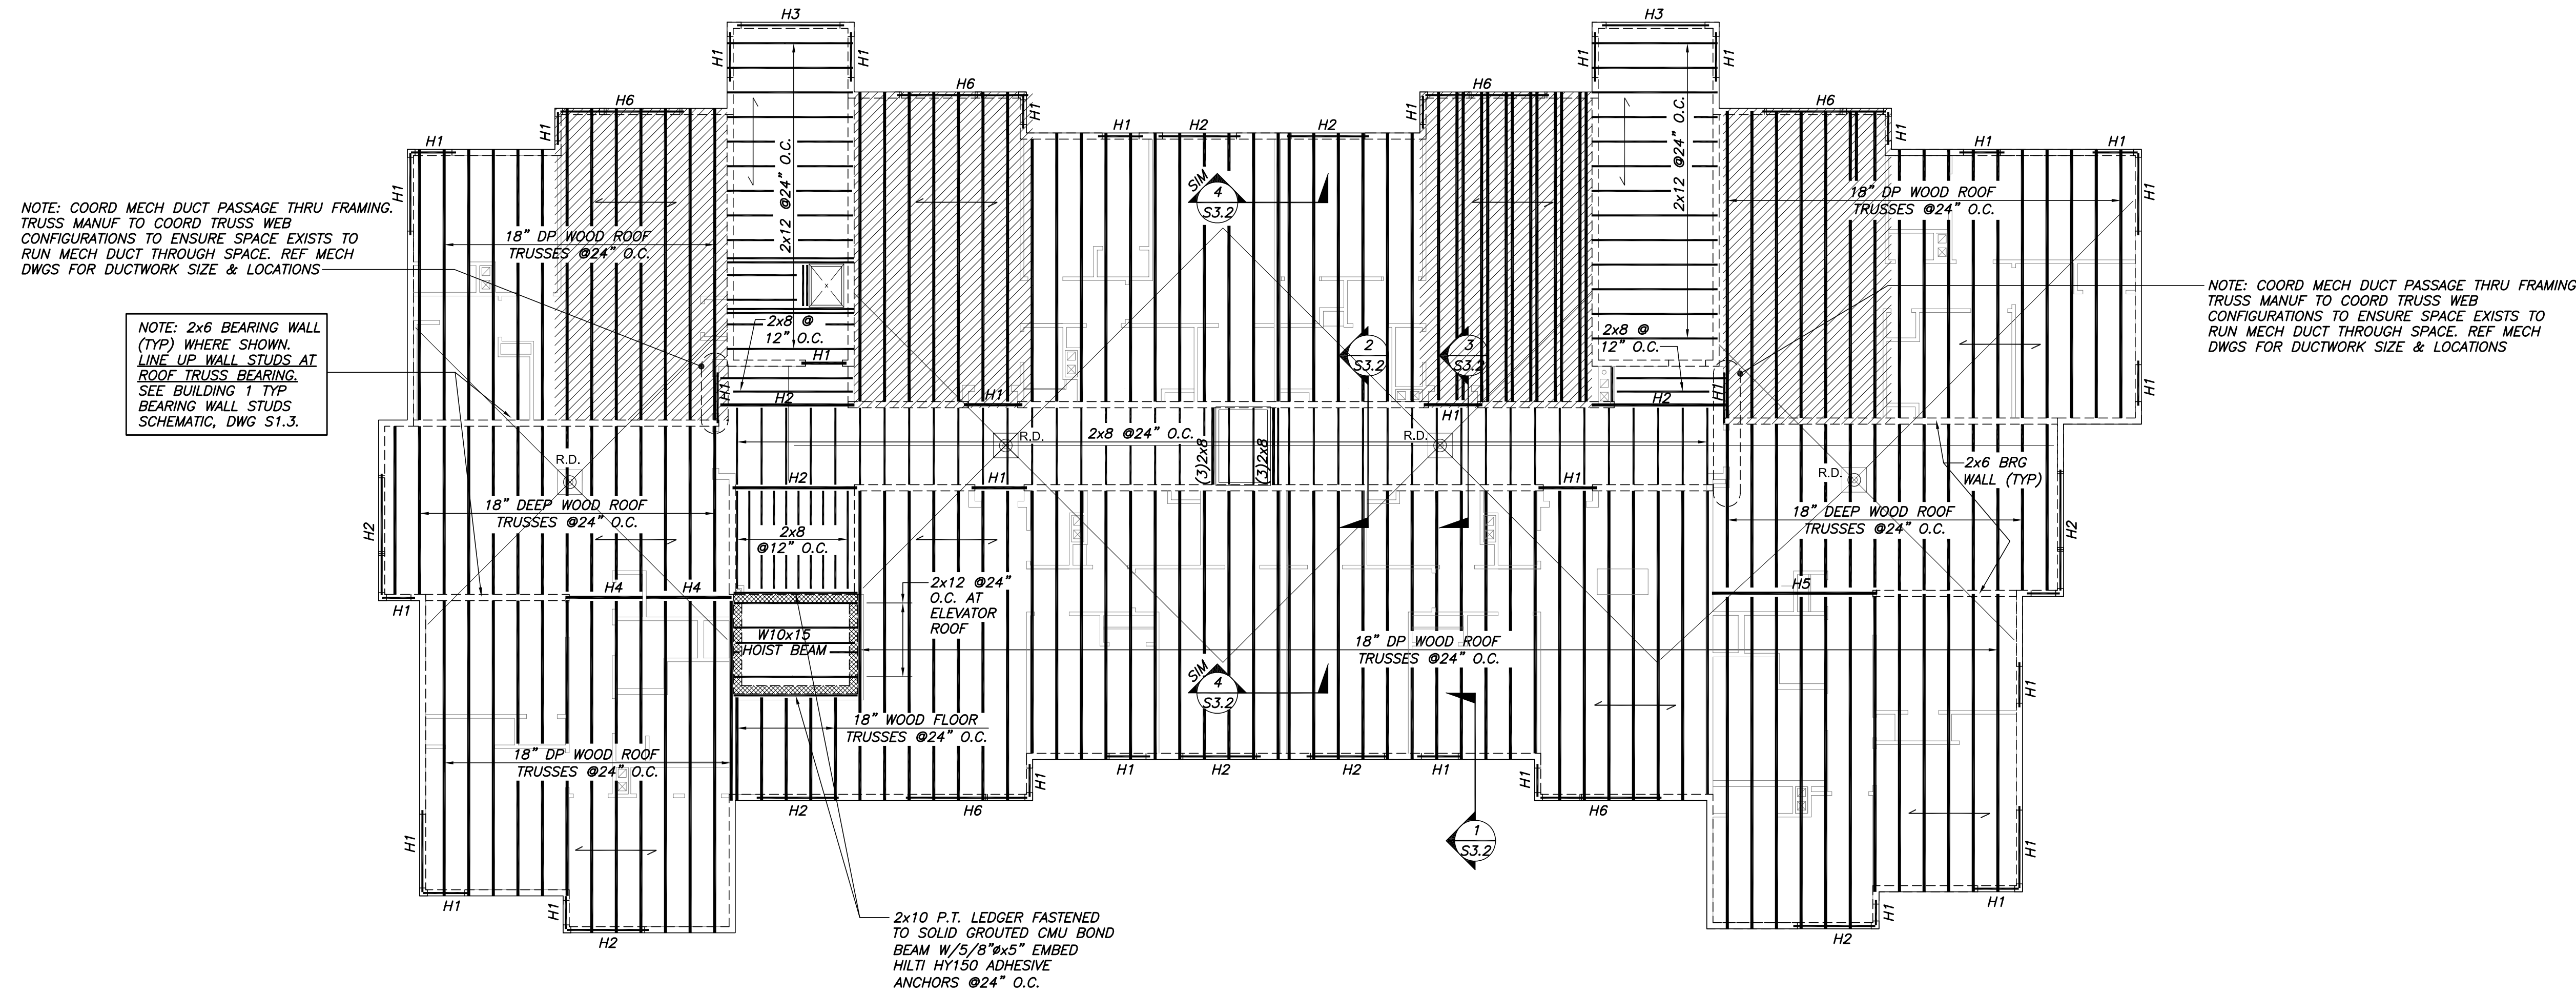 H3
H3
H1
H1
H1
H1
H6
H6
H6
H6
H1
H1
H1
H1
H1
H2
H2
H1
H1
H1
H1
H1
H1
2x12 @24" O.C.
2x12 @24" O.C.
SIM
4
S3.2
NOTE: COORD MECH DUCT PASSAGE THRU FRAMING.
TRUSS MANUF TO COORD TRUSS WEB
CONFIGURATIONS TO ENSURE SPACE EXISTS TO
RUN MECH DUCT THROUGH SPACE. REF MECH
DWGS FOR DUCTWORK SIZE & LOCATIONS
18" DP WOOD ROOF
TRUSSES @24" O.C.
18" DP WOOD ROOF
TRUSSES @24" O.C.
NOTE: COORD MECH DUCT PASSAGE THRU FRAMING
TRUSS MANUF TO COORD TRUSS WEB
CONFIGURATIONS TO ENSURE SPACE EXISTS TO
RUN MECH DUCT THROUGH SPACE. REF MECH
DWGS FOR DUCTWORK SIZE & LOCATIONS
NOTE: 2x6 BEARING WALL
(TYP) WHERE SHOWN.
LINE UP WALL STUDS AT
ROOF TRUSS BEARING.
SEE BUILDING 1 TYP
BEARING WALL STUDS
SCHEMATIC, DWG S1.3.
x
2x8 @
12" O.C.
H1
H1
H2
H1
2
S3.2
3
S3.2
H1
2x8 @
12" O.C.
H1
H2
H1
R.D.
R.D.
2x8 @24" O.C.
R.D.
R.D.
(3)2x8
(3)2x8
2x6 BRG
WALL (TYP)
H2
H1
H1
H2
H2
18" DEEP WOOD ROOF
TRUSSES @24" O.C.
18" DEEP WOOD ROOF
TRUSSES @24" O.C.
2x8
@12" O.C.
H1
H4
H4
H5
2x12 @24"
O.C. AT
ELEVATOR
ROOF
W10x15
HOIST BEAM
18" DP WOOD ROOF
TRUSSES @24" O.C.
SIM
4
S3.2
18" WOOD FLOOR
TRUSSES @24" O.C.
18" DP WOOD ROOF
TRUSSES @24" O.C.
H1
H1
H2
H2
H1
H1
H1
H2
H6
H6
1
S3.2
H1
H1
H1
H1
H1
H1
H2
H2
2x10 P.T. LEDGER FASTENED
TO SOLID GROUTED CMU BOND
BEAM W/5/8"øx5" EMBED
HILTI HY150 ADHESIVE
ANCHORS @24" O.C.